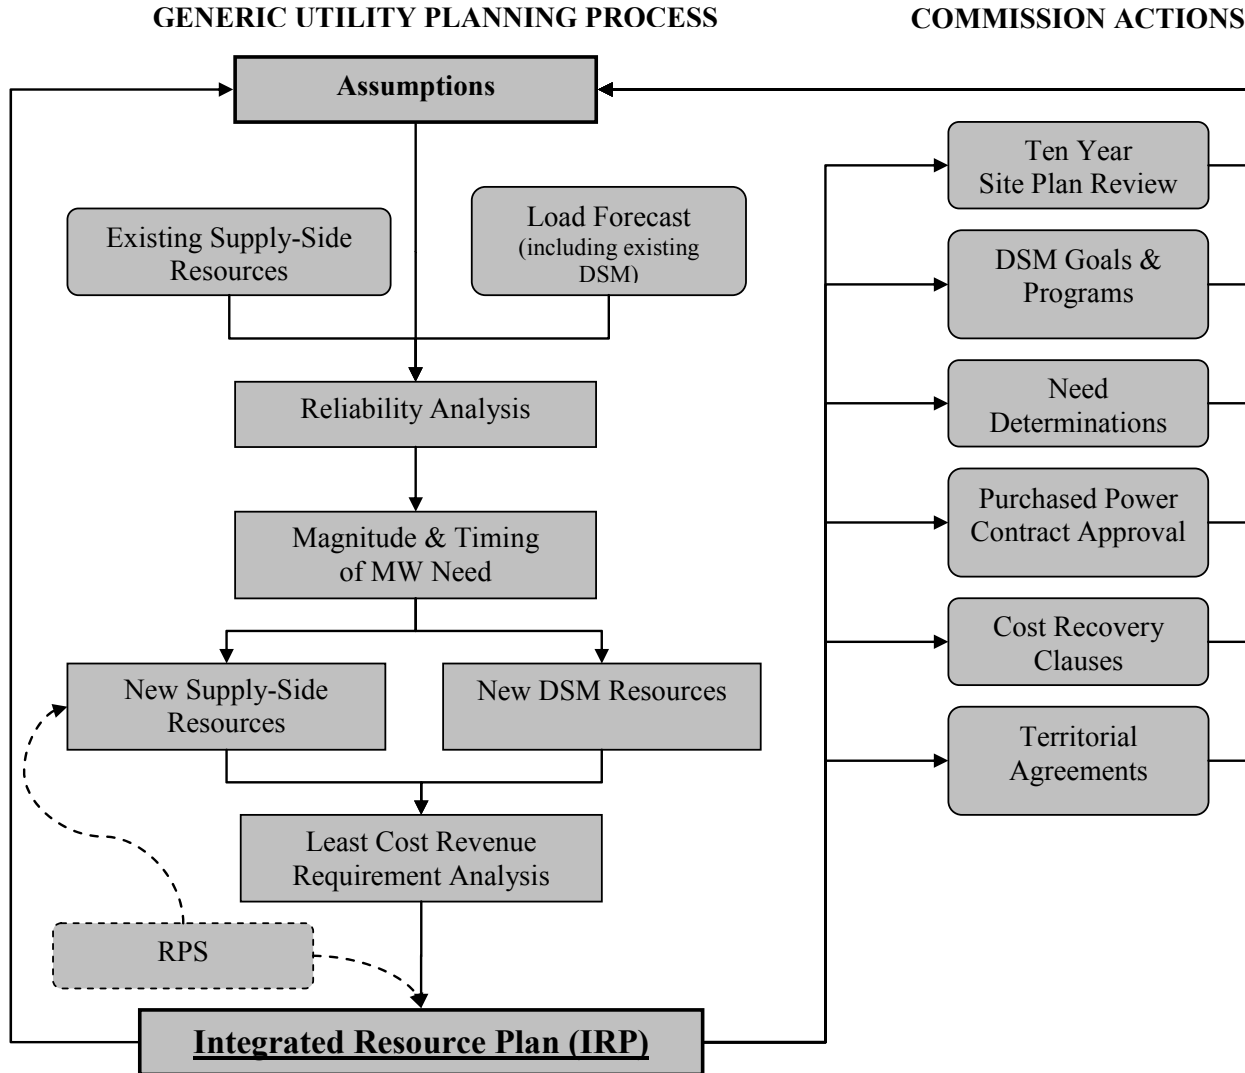 GENERIC UTILITY PLANNING PROCESS
COMMISSION ACTIONS
Assumptions
Existing Supply-Side
Resources
Load Forecast
(including existing
DSM)
Reliability Analysis
Magnitude & Timing
of MW Need
New Supply-Side
Resources
New DSM Resources
Least Cost Revenue
Requirement Analysis
RPS
Integrated Resource Plan (IRP)
Ten Year
Site Plan Review
DSM Goals &
Programs
Need
Determinations
Purchased Power
Contract Approval
Cost Recovery
Clauses
Territorial
Agreements